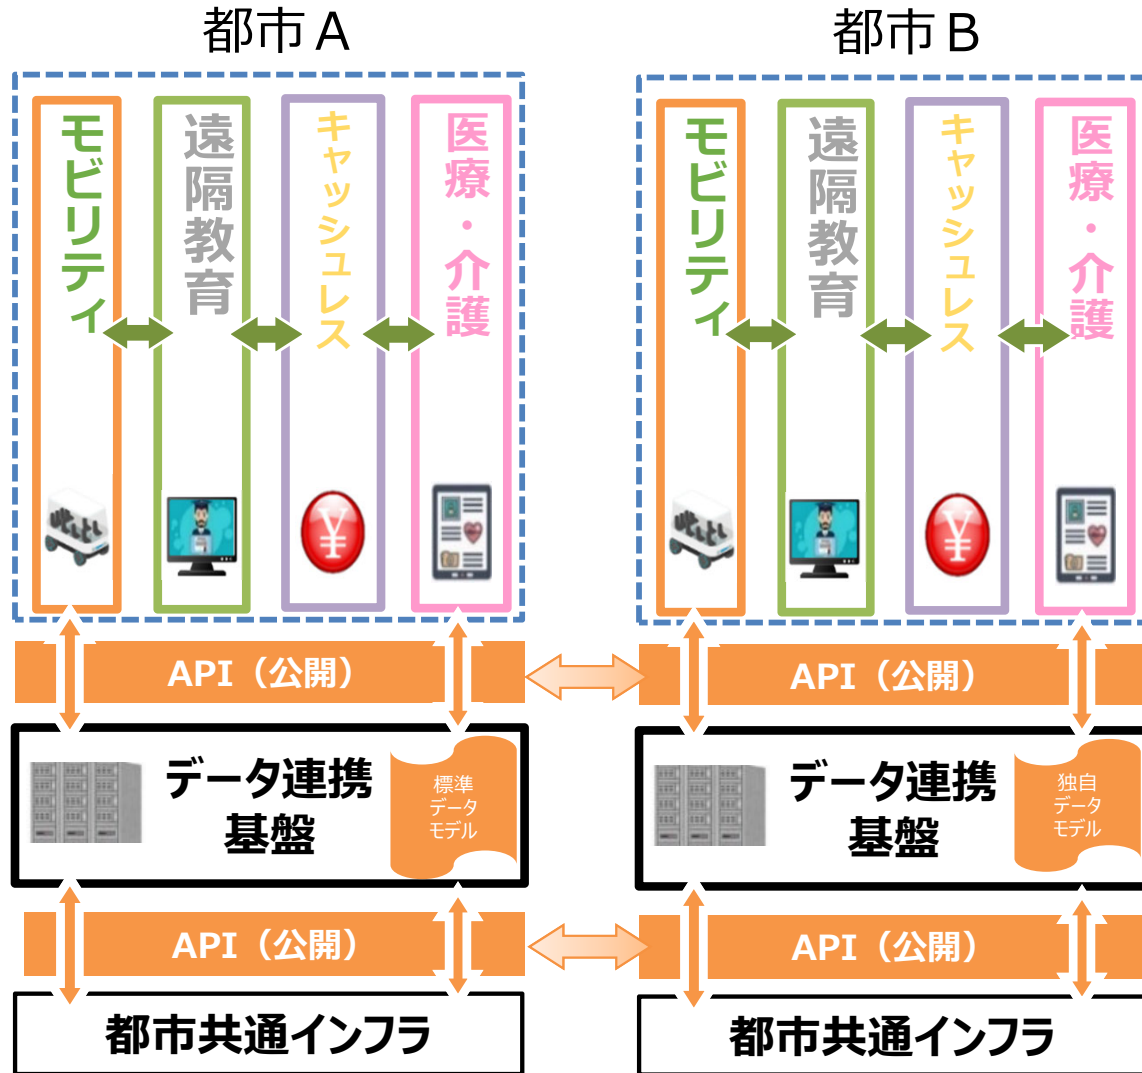 都市A
モビリティ
遠隔教育
キャッシュレス
医療・介護
¥
API（公開）
データ連携
基盤
標準
データ
モデル
API（公開）
都市共通インフラ
都市B
モビリティ
遠隔教育
キャッシュレス
医療・介護
¥
API（公開）
データ連携
基盤
独自
データ
モデル
API（公開）
都市共通インフラ